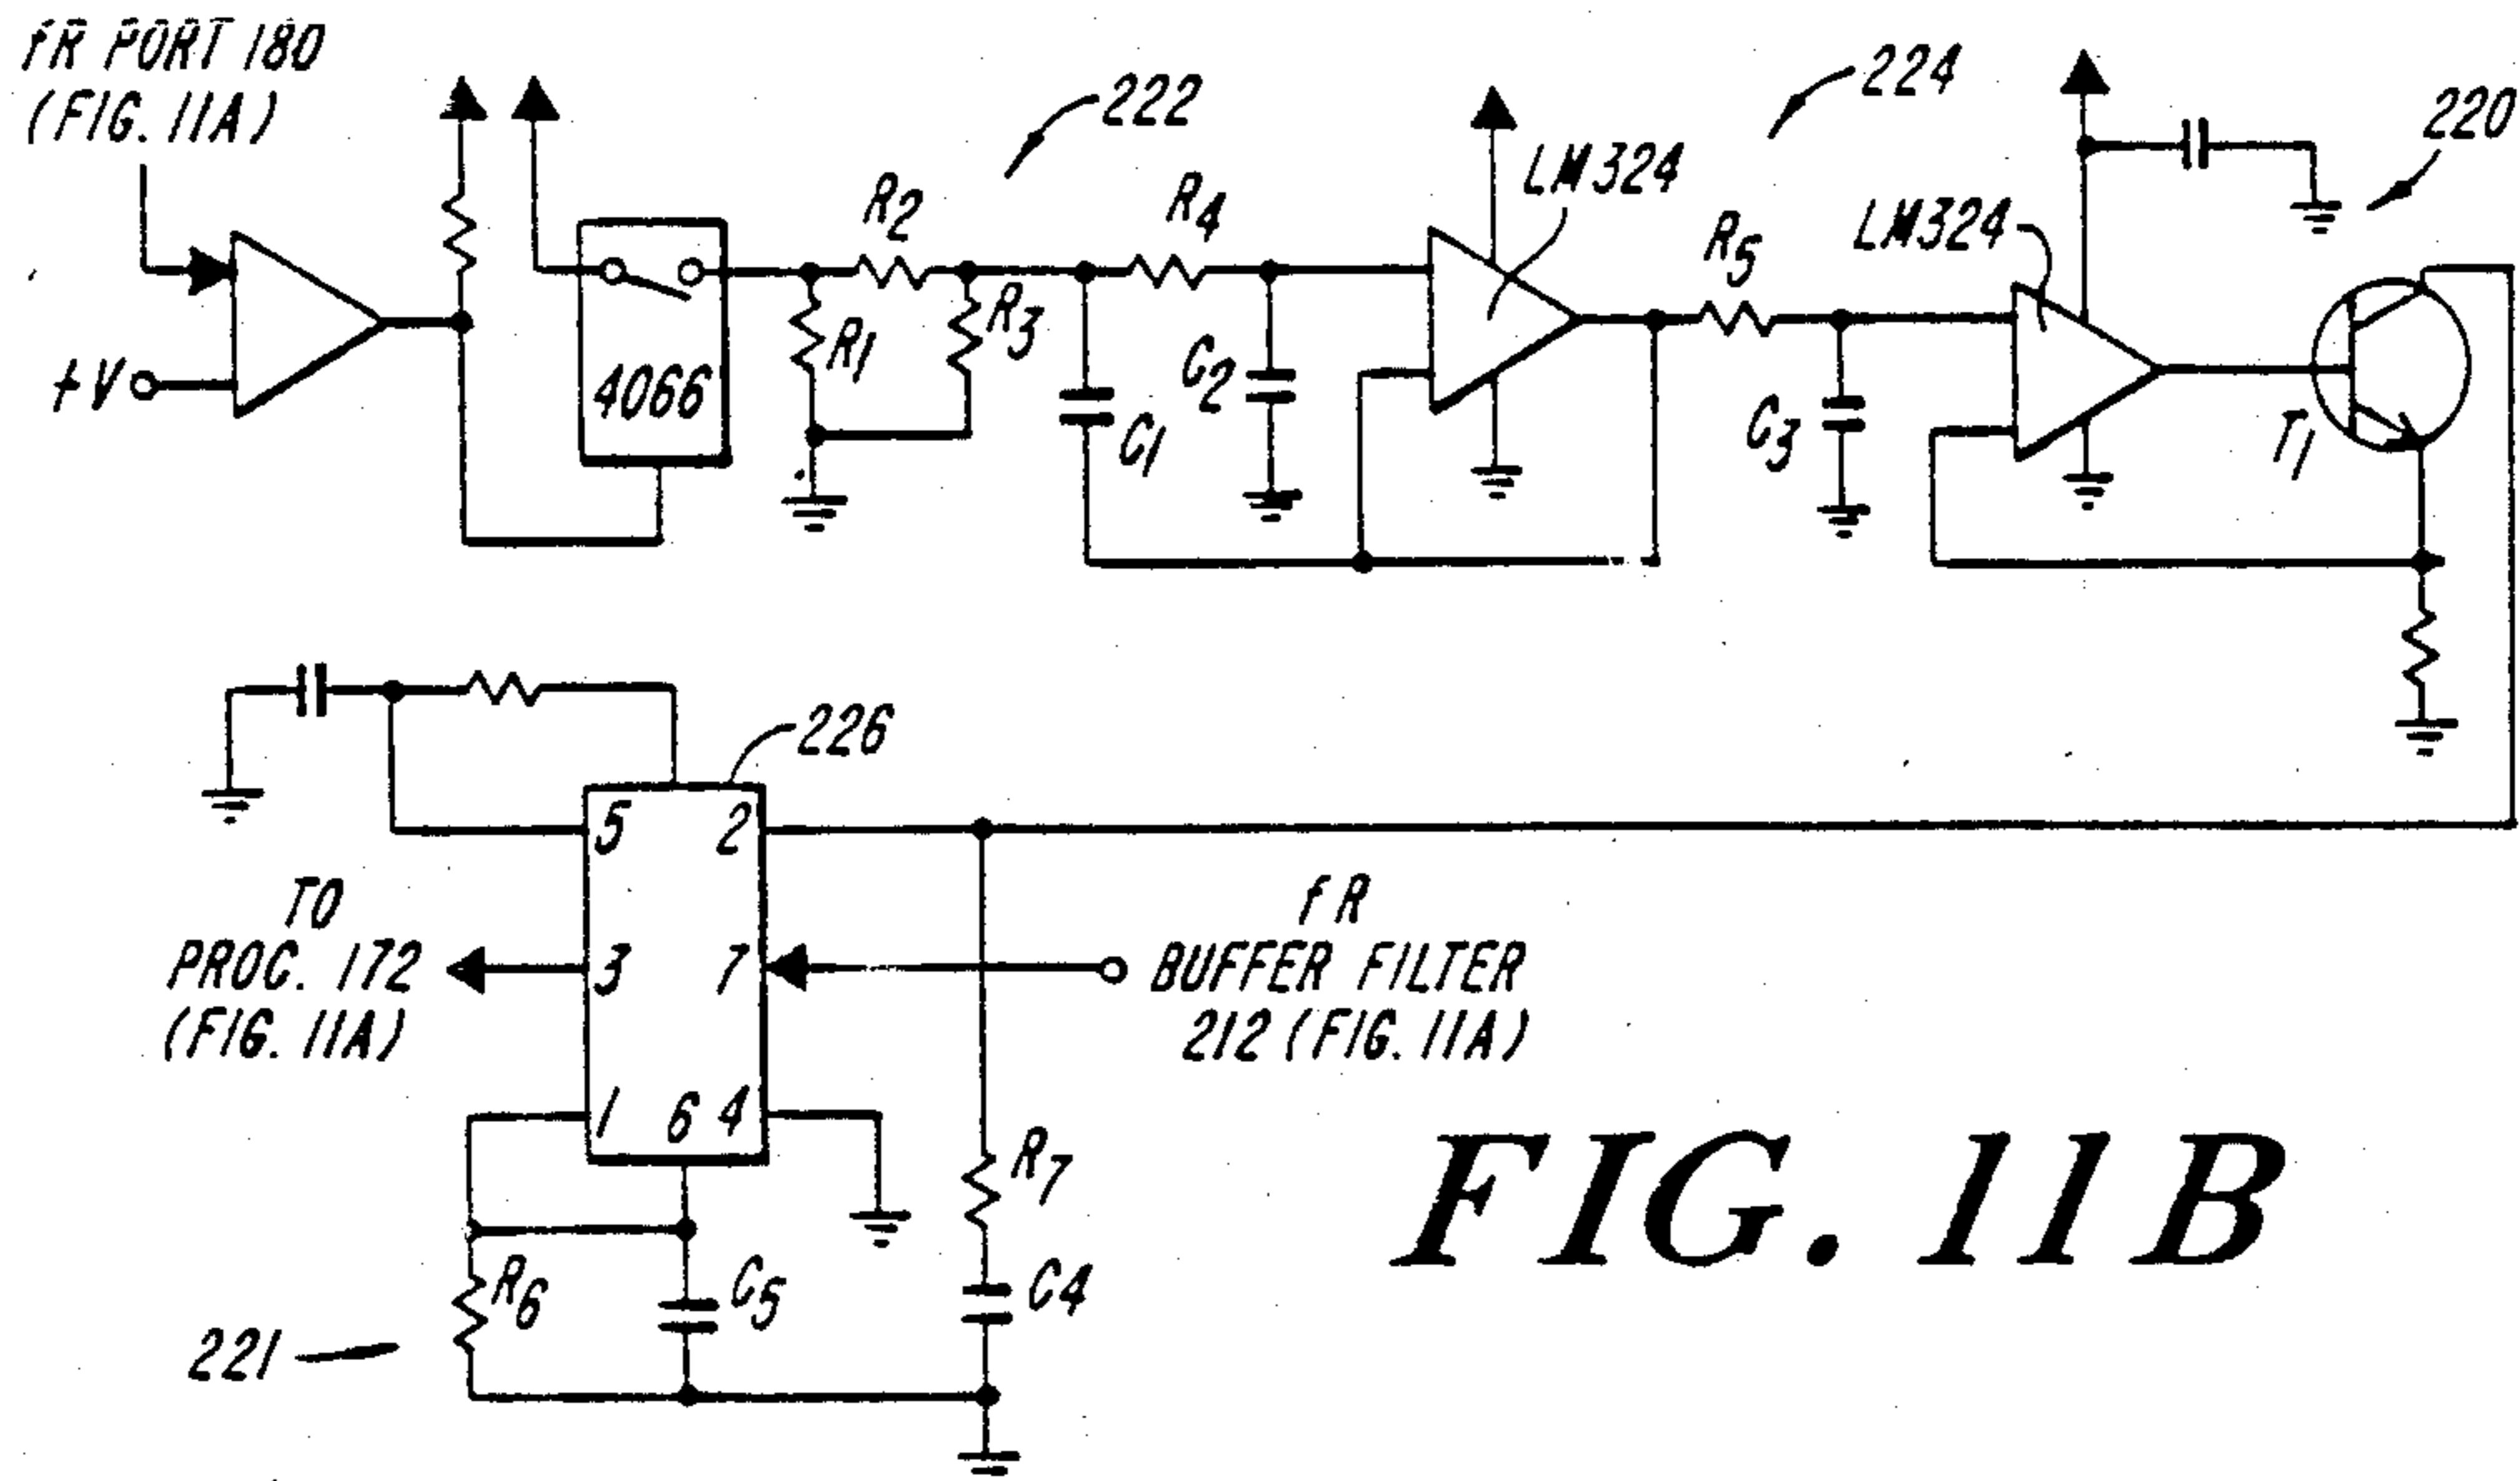 FR PORT 180
(FIG. 11A)
+V
4066
R2
R1
R3
222
R4
C1
C2
LM324
224
R5
C3
LM324
220
T1
226
5
2
TO
PROC. 172
(FIG. 11A)
3
7
FR
BUFFER FILTER
212 (FIG. 11A)
1
6
4
R6
C5
R7
C4
221
FIG. 11B